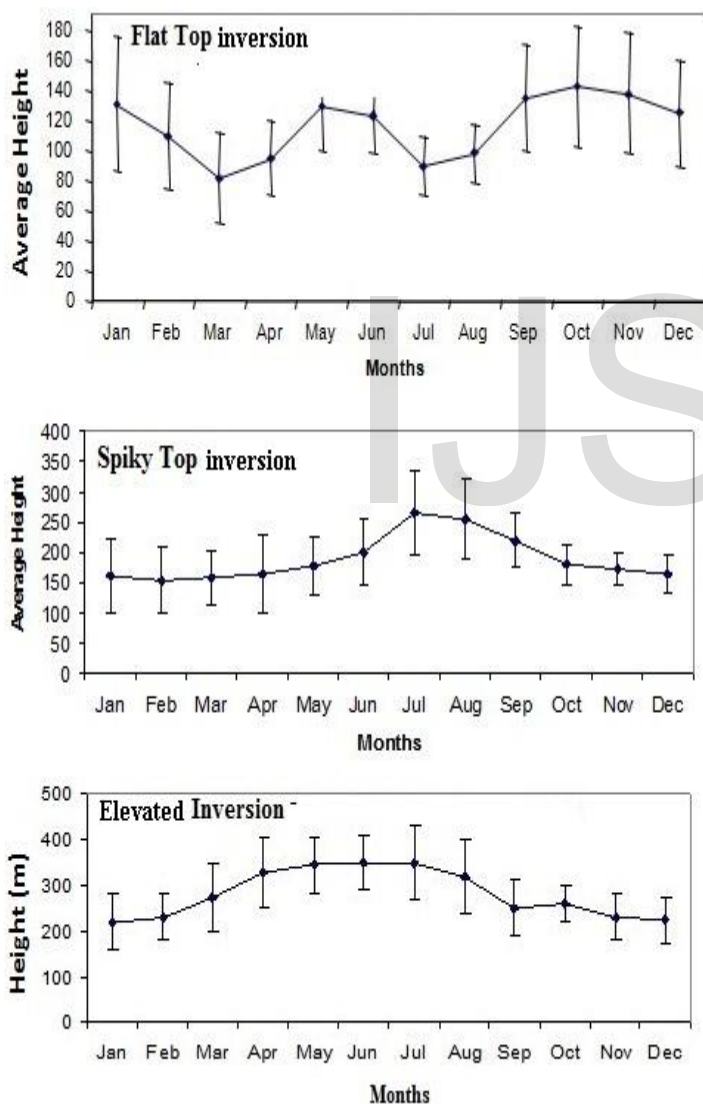 Flat Top inversion
Average Height
180
160
140
120
100
80
60
40
20
0
Jan Feb Mar Apr May Jun Jul Aug Sep Oct Nov Dec
Months
IJS
Spiky Top inversion
Average Height
400
350
300
250
200
150
100
50
0
Jan Feb Mar Apr May Jun Jul Aug Sep Oct Nov Dec
Months
Elevated Inversion -
Height (m)
500
400
300
200
100
0
Jan Feb Mar Apr May Jun Jul Aug Sep Oct Nov Dec
Months